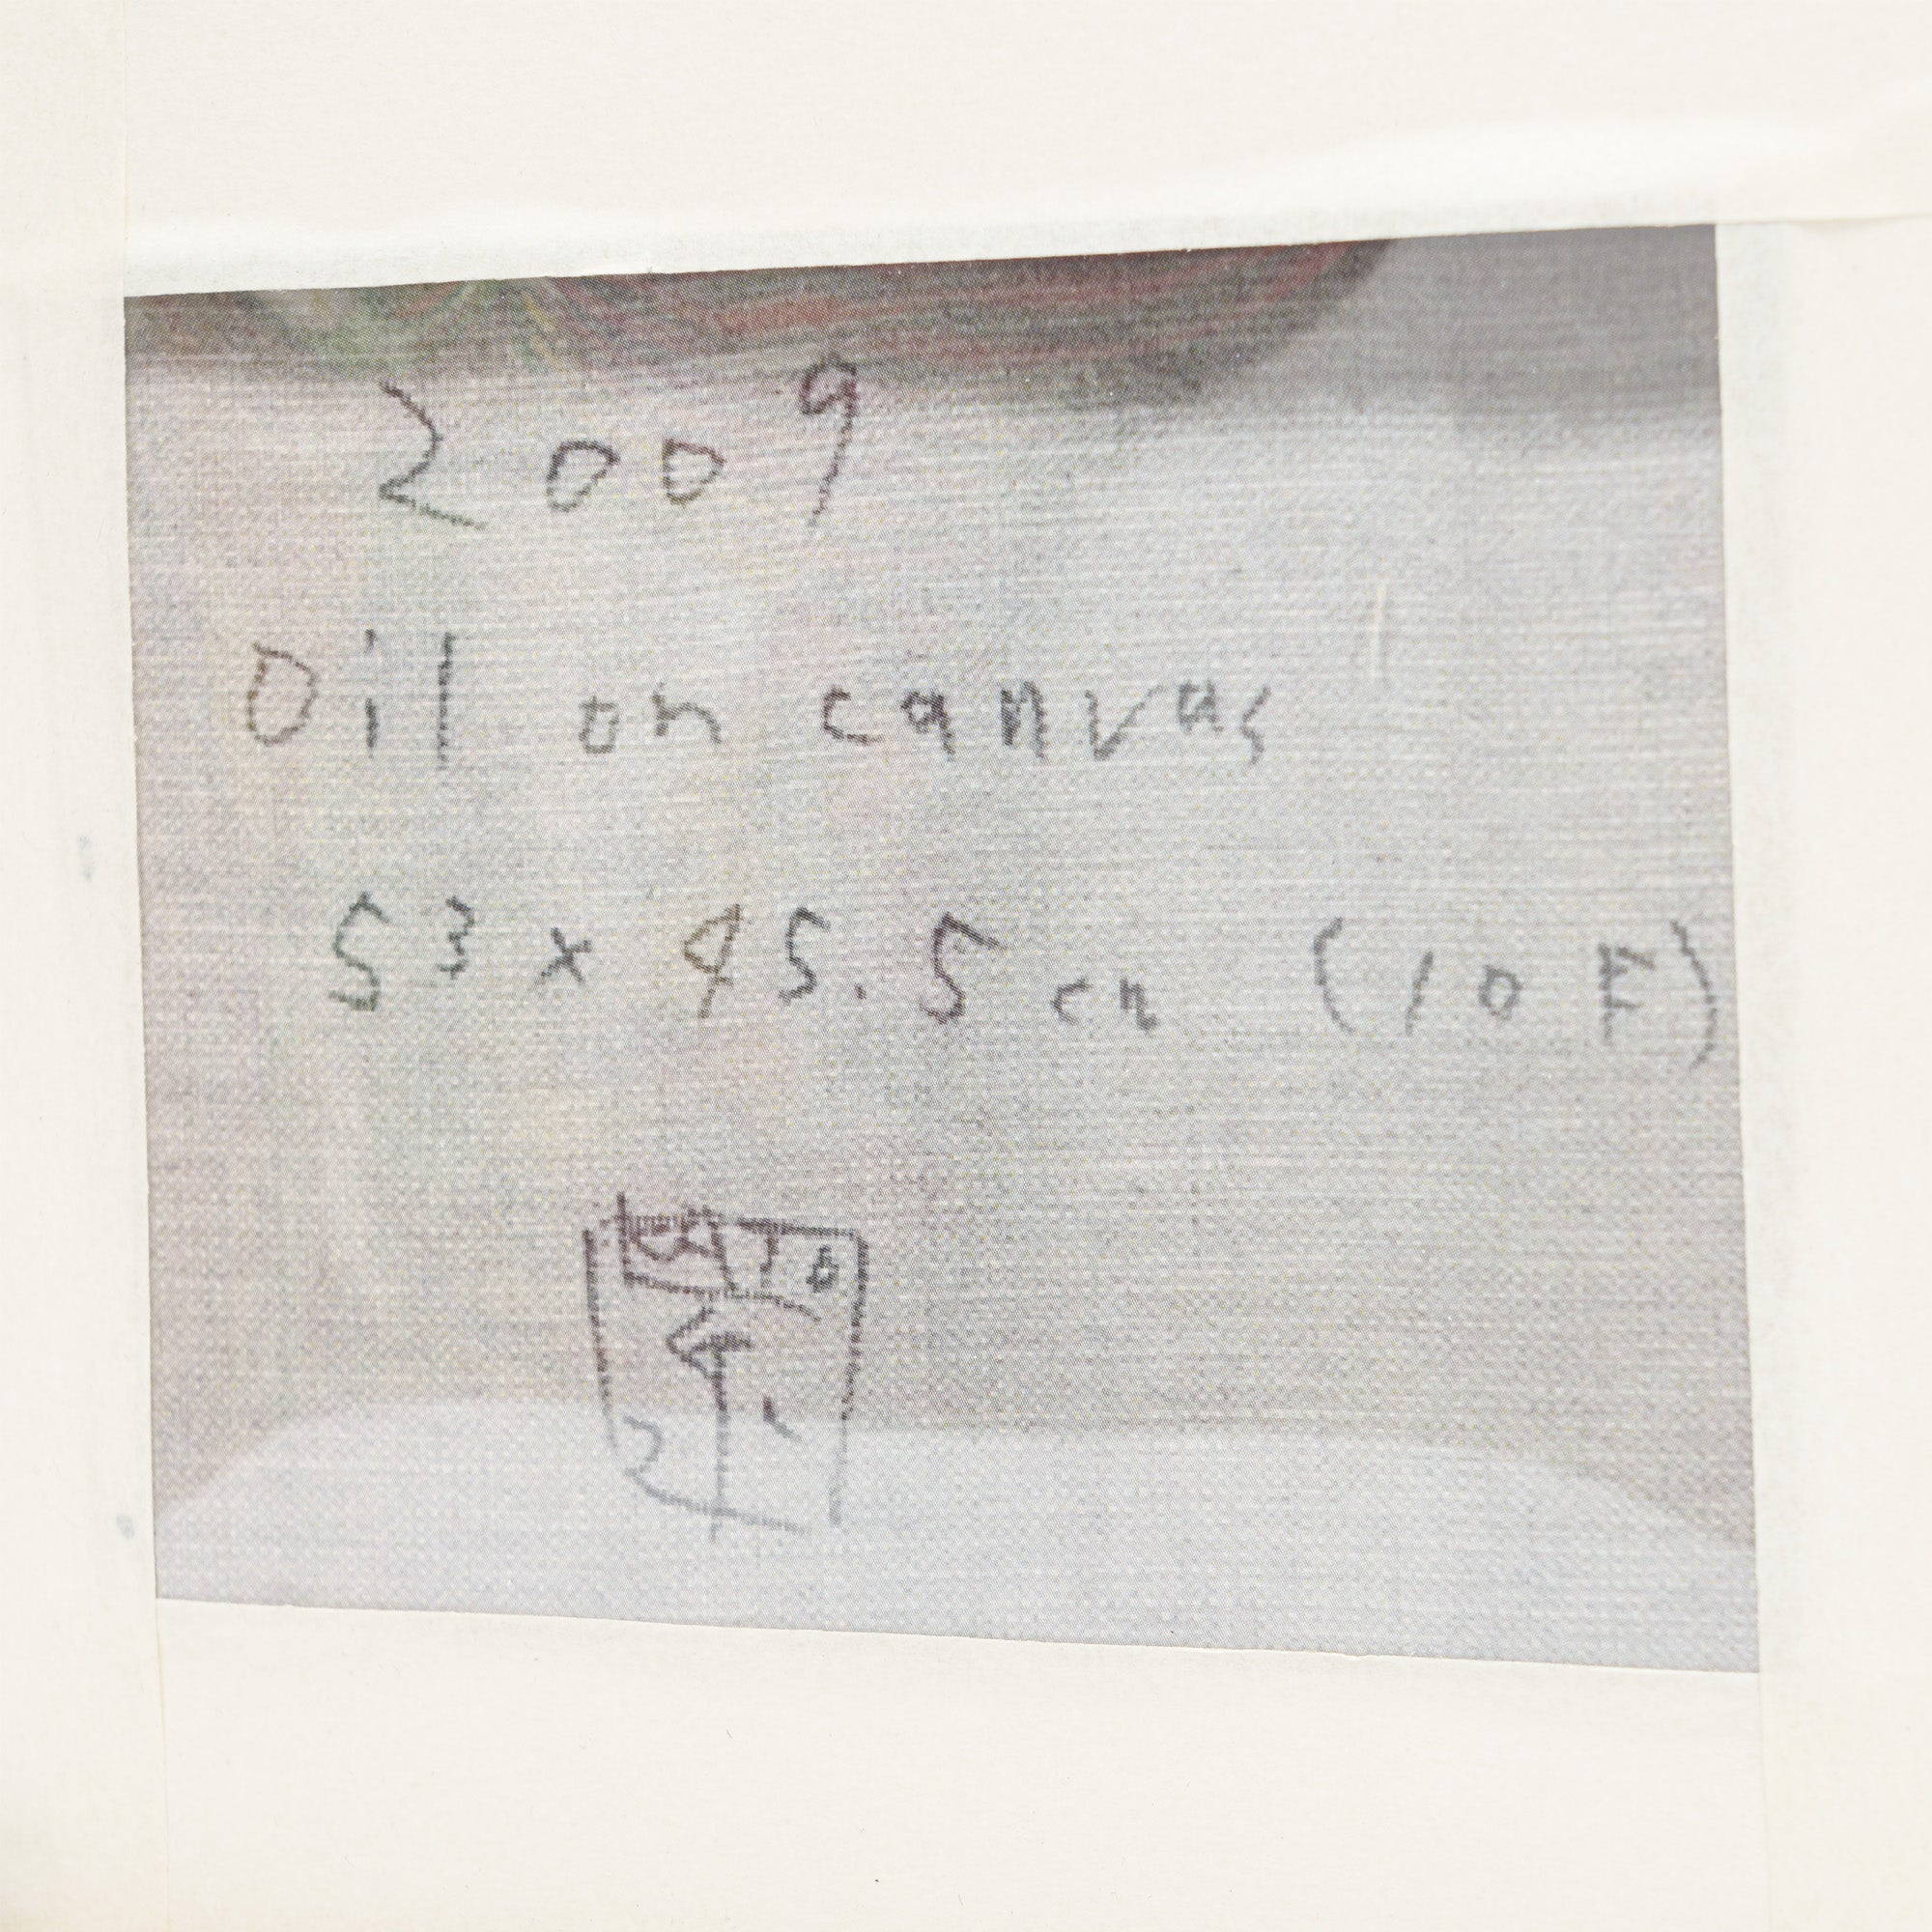 2009
Oil on canvas
53 x 45.5 cm (10F)